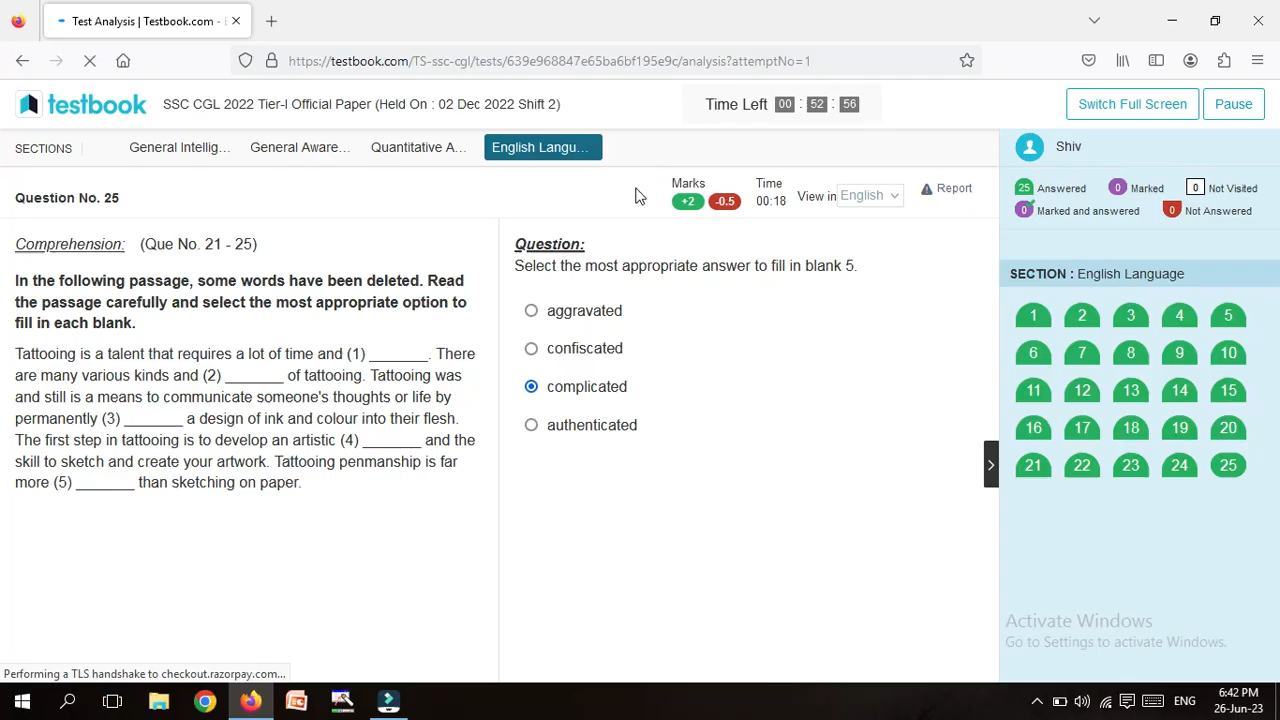 Test Analysis | Testbook.com -
https://testbook.com/TS-ssc-cgl/tests/639e968847e65ba6bf195e9c/analysis?attemptNo=1
testbook
SSC CGL 2022 Tier-I Official Paper (Held On : 02 Dec 2022 Shift 2)
Time Left 00 : 52 : 56
Switch Full Screen
Pause
SECTIONS
General Intellig...
General Aware...
Quantitative A...
English Langu...
Shiv
Question No. 25
Marks
+2 -0.5
Time
00:18
View in English
Report
25 Answered
0 Marked
0 Not Visited
0 Marked and answered
0 Not Answered
Comprehension: (Que No. 21 - 25)
In the following passage, some words have been deleted. Read
the passage carefully and select the most appropriate option to
fill in each blank.
Tattooing is a talent that requires a lot of time and (1) _______. There
are many various kinds and (2) _______ of tattooing. Tattooing was
and still is a means to communicate someone's thoughts or life by
permanently (3) _______ a design of ink and colour into their flesh.
The first step in tattooing is to develop an artistic (4) _______ and the
skill to sketch and create your artwork. Tattooing penmanship is far
more (5) _______ than sketching on paper.
Question:
Select the most appropriate answer to fill in blank 5.
aggravated
confiscated
complicated
authenticated
SECTION : English Language
1 2 3 4 5
6 7 8 9 10
11 12 13 14 15
16 17 18 19 20
21 22 23 24 25
Activate Windows
Go to Settings to activate Windows.
Performing a TLS handshake to checkout.razorpay.com...
ENG
6:42 PM
26-Jun-23